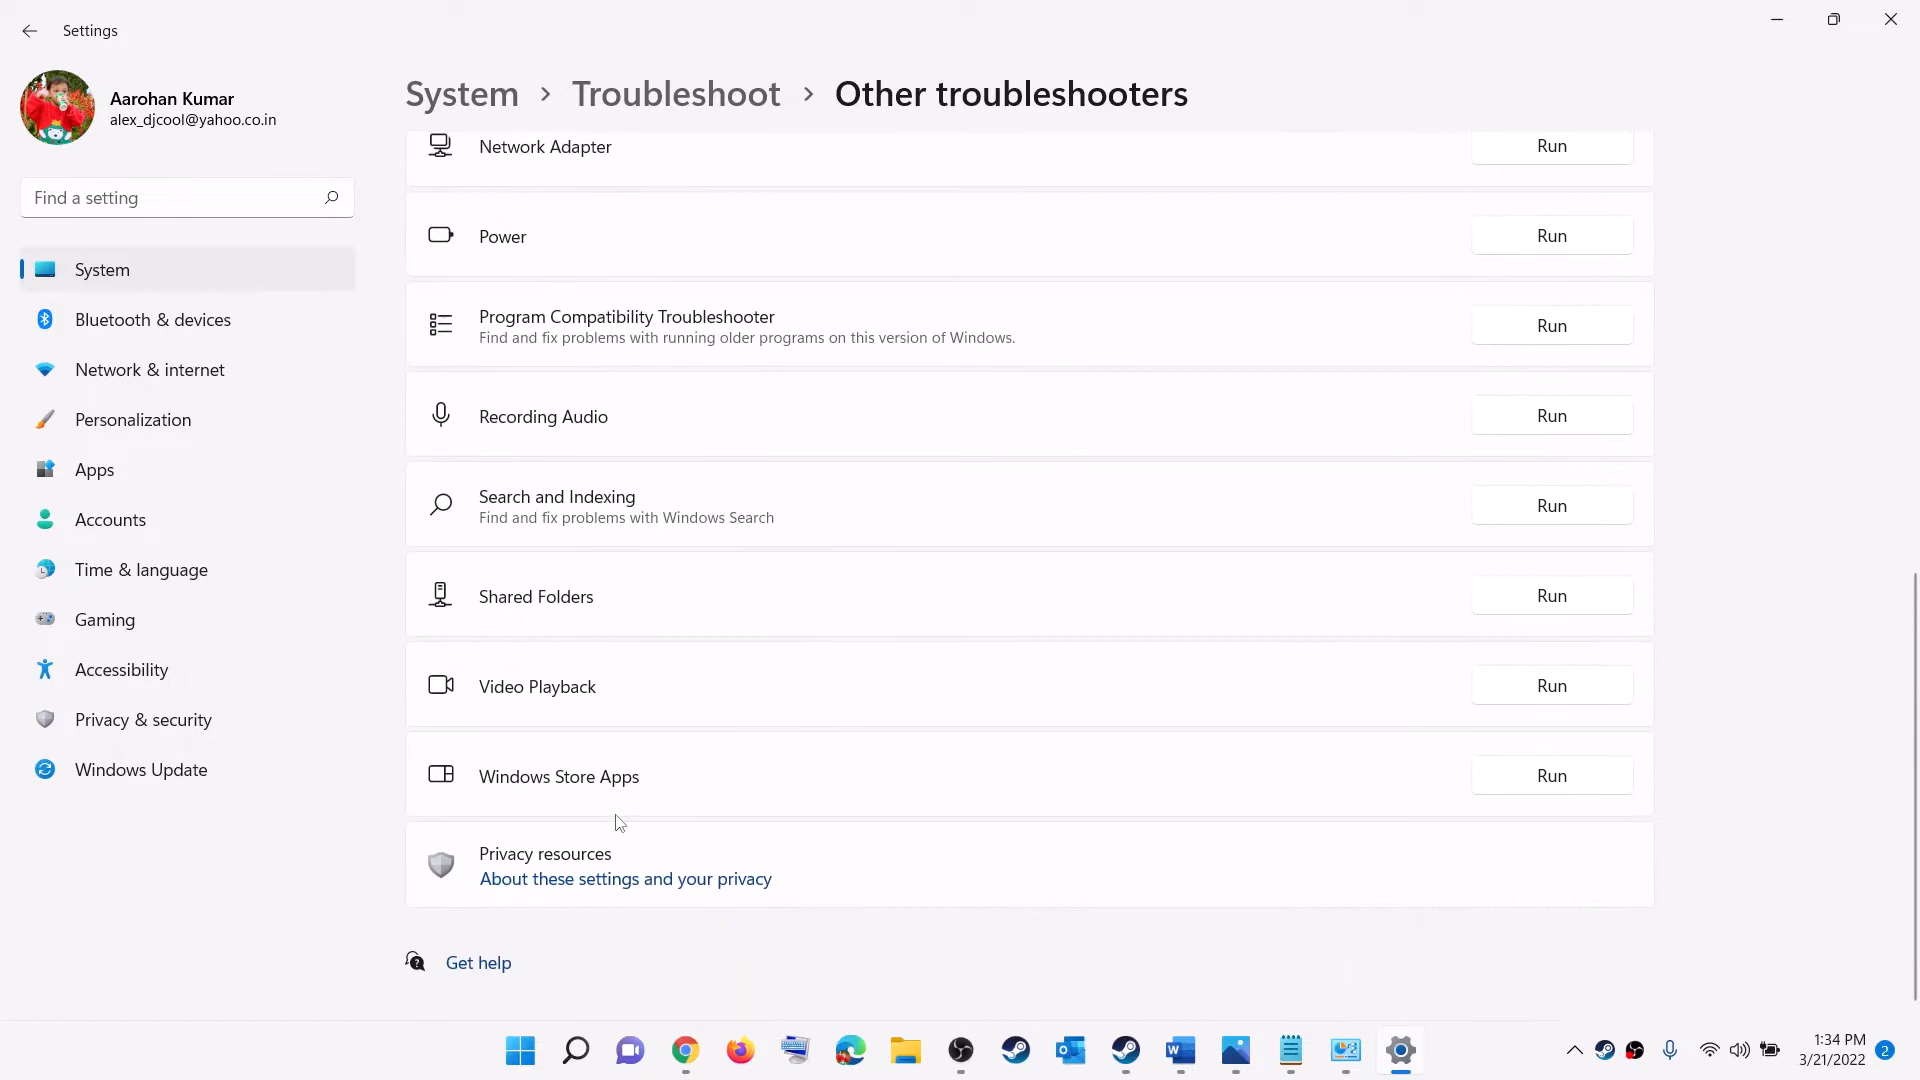 Settings
Aarohan Kumar
alex_djcool@yahoo.co.in
Find a setting
System
Bluetooth & devices
Network & internet
Personalization
Apps
Accounts
Time & language
Gaming
Accessibility
Privacy & security
Windows Update
System > Troubleshoot > Other troubleshooters
Network Adapter Run
Power Run
Program Compatibility Troubleshooter
Find and fix problems with running older programs on this version of Windows.
Run
Recording Audio Run
Search and Indexing
Find and fix problems with Windows Search
Run
Shared Folders Run
Video Playback Run
Windows Store Apps Run
Privacy resources
About these settings and your privacy
Get help
1:34 PM
3/21/2022
2